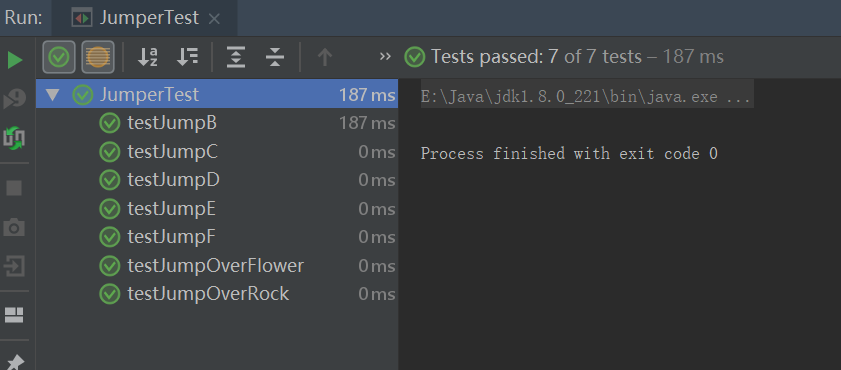 Run: JumperTest
Tests passed: 7 of 7 tests – 187 ms
JumperTest 187 ms
testJumpB 187 ms
testJumpC 0 ms
testJumpD 0 ms
testJumpE 0 ms
testJumpF 0 ms
testJumpOverFlower 0 ms
testJumpOverRock 0 ms
E:\Java\jdk1.8.0_221\bin\java.exe ...
Process finished with exit code 0